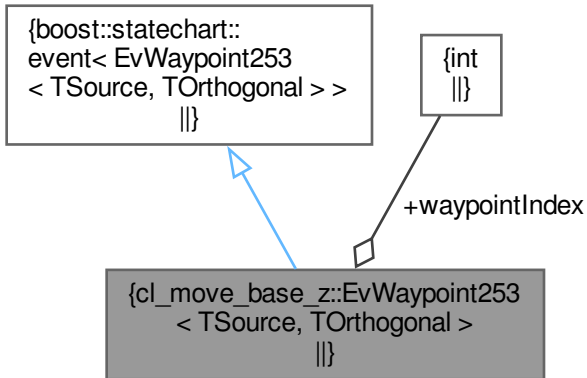 {boost::statechart::
event< EvWaypoint253
< TSource, TOrthogonal > >
||}
{int
||}
+waypointIndex
{cl_move_base_z::EvWaypoint253
< TSource, TOrthogonal >
||}